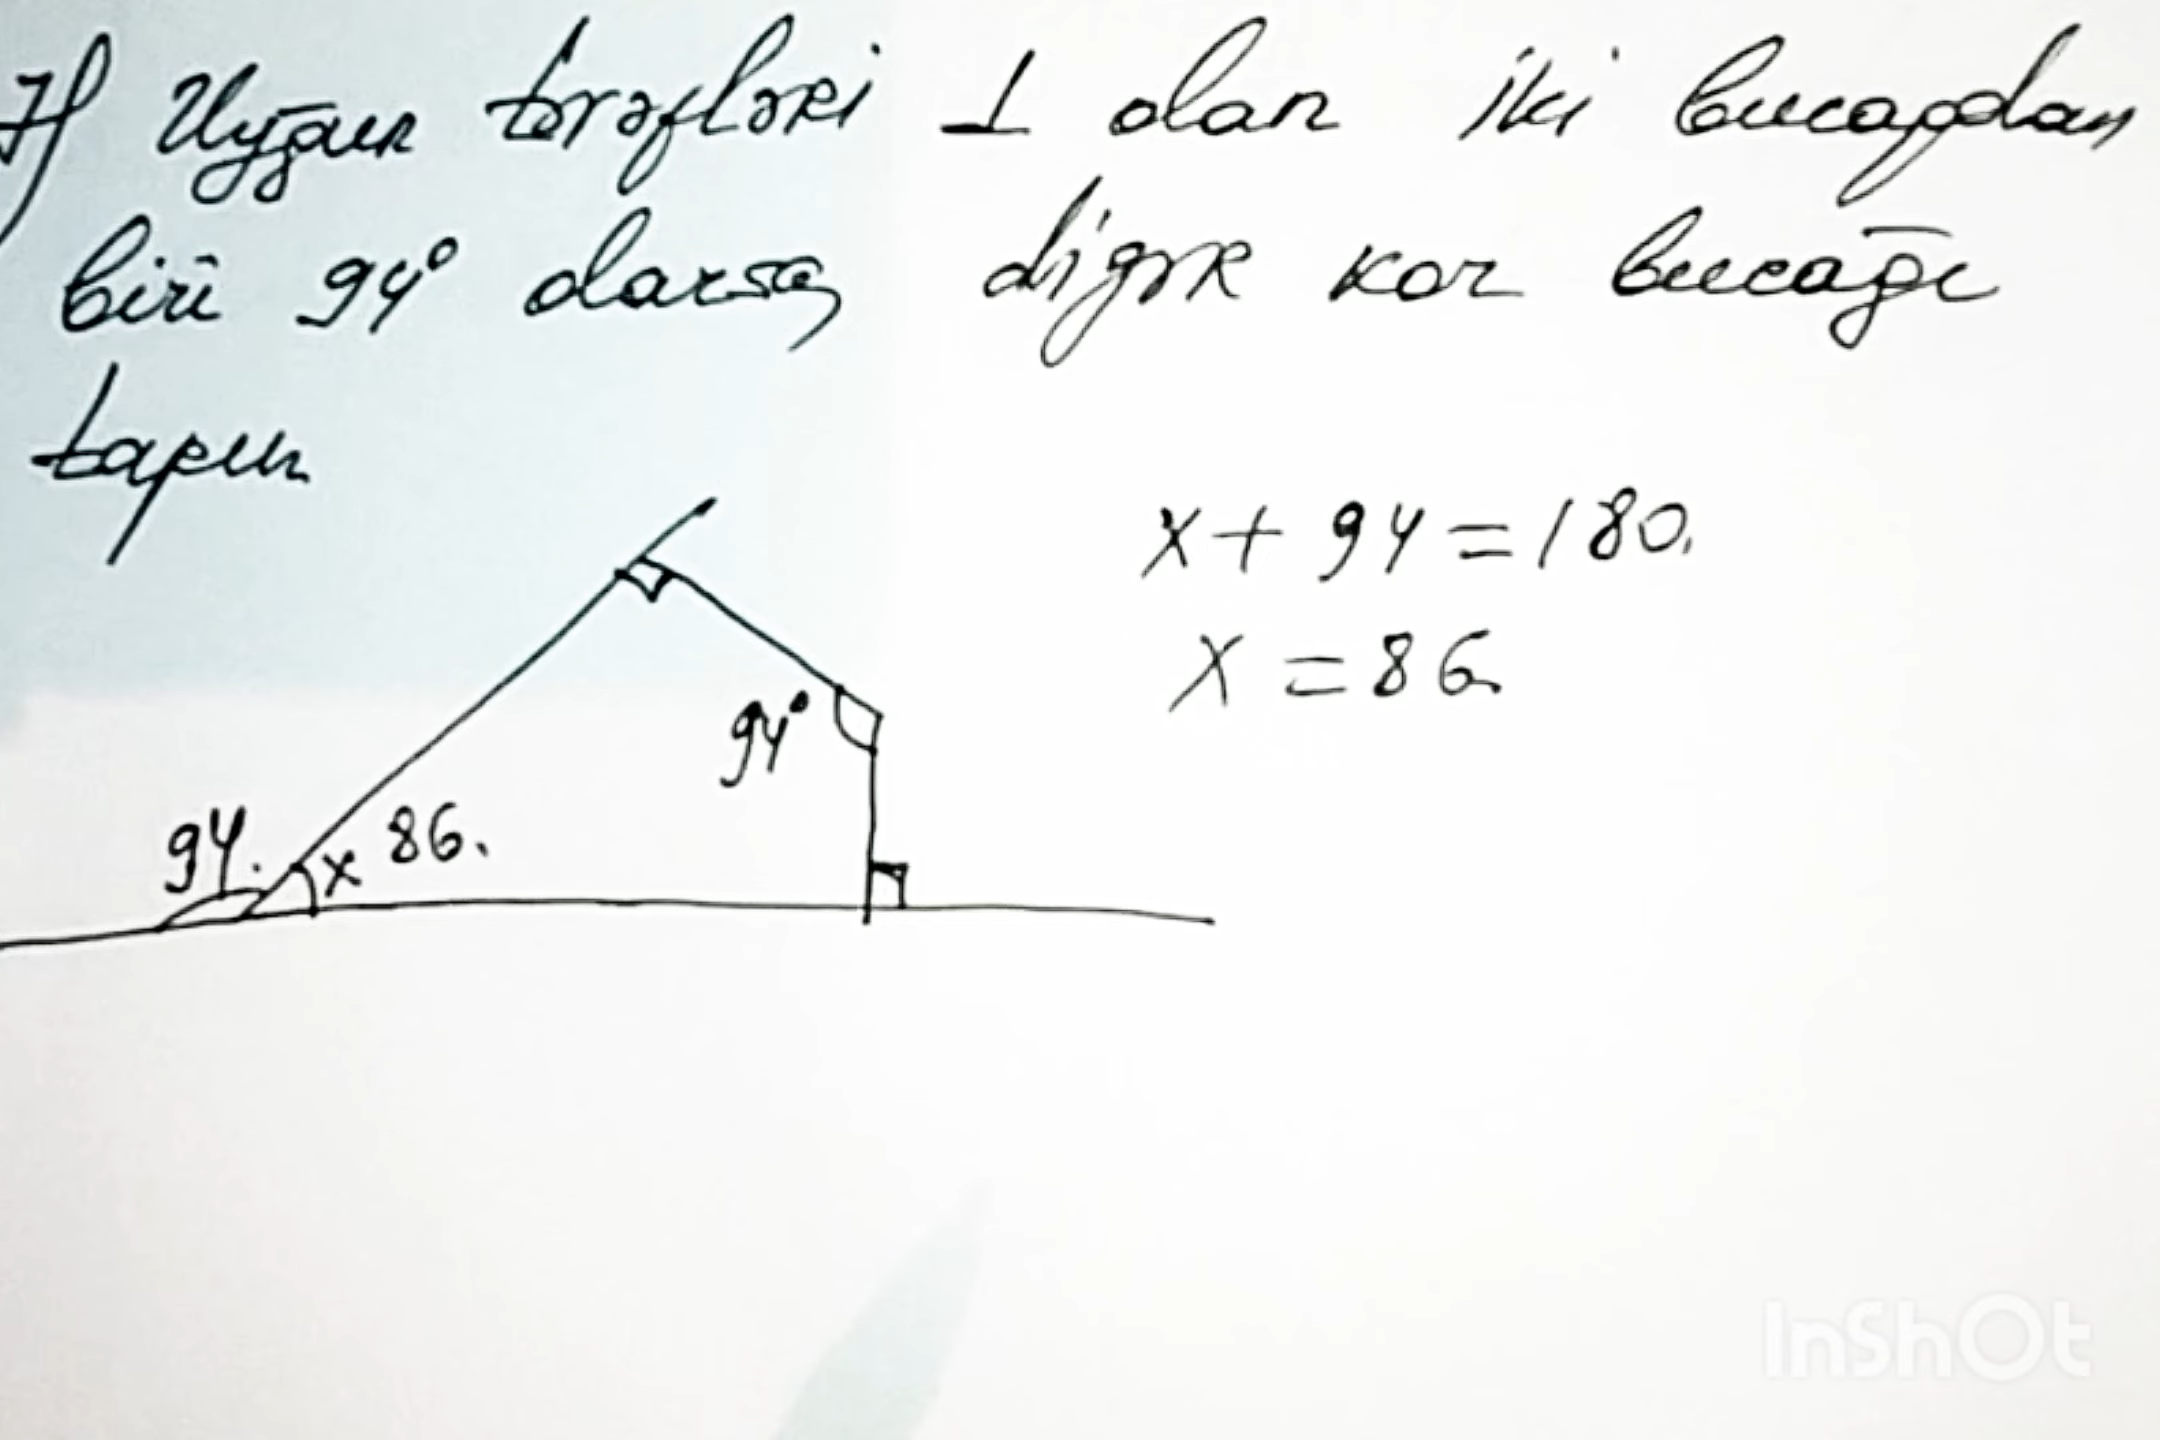 7) Uyğun tərəfləri ⊥ olan iki bucaqdan
biri 94° olarsa, digər kor bucağı
tapın
x + 94 = 180.
x = 86
94°
94.
x 86.
InShOt